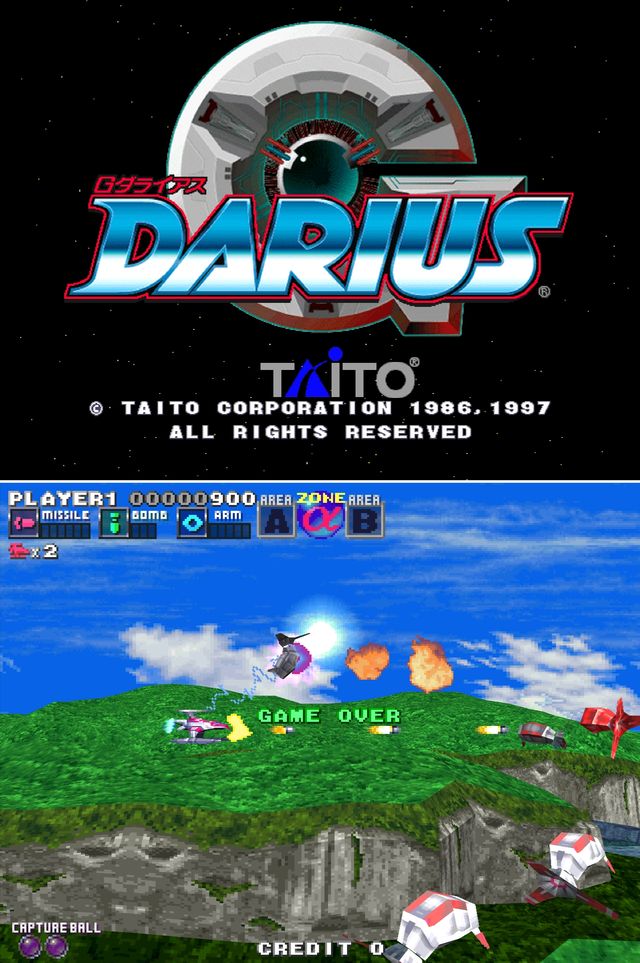 Gダライアス
DARIUS®
TAITO®
© TAITO CORPORATION 1986,1997
ALL RIGHTS RESERVED
PLAYER1 00000900 AREA ZONE AREA
MISSILE BOMB ARM A α B
x2
GAME OVER
CAPTURE BALL
CREDIT 0